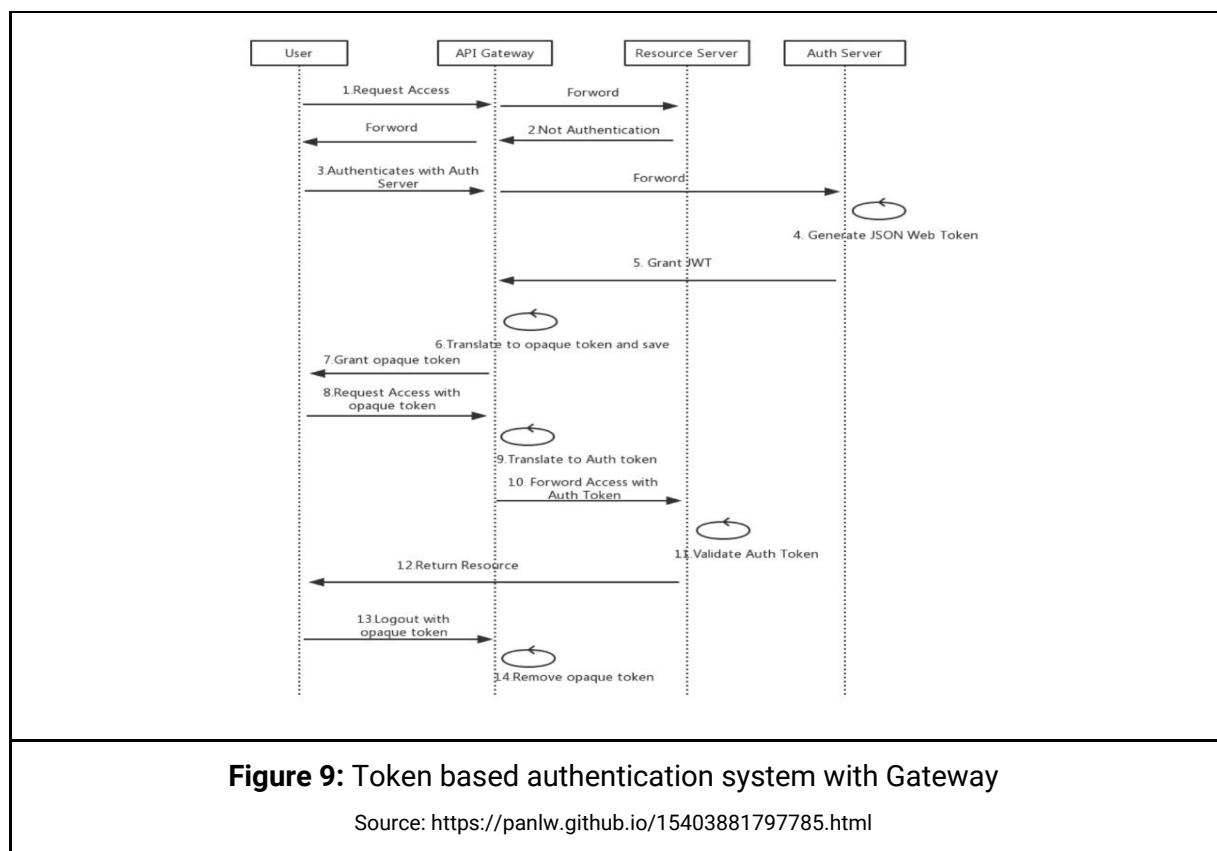 User
API Gateway
Resource Server
Auth Server
1.Request Access
Forword
Forword
2.Not Authentication
3.Authenticates with Auth
Server
Forword
4. Generate JSON Web Token
5. Grant JWT
6.Translate to opaque token and save
7.Grant opaque token
8.Request Access with
opaque token
9.Translate to Auth token
10. Forword Access with
Auth Token
11.Validate Auth Token
12.Return Resource
13.Logout with
opaque token
14.Remove opaque token
Figure 9: Token based authentication system with Gateway
Source: https://panlw.github.io/15403881797785.html